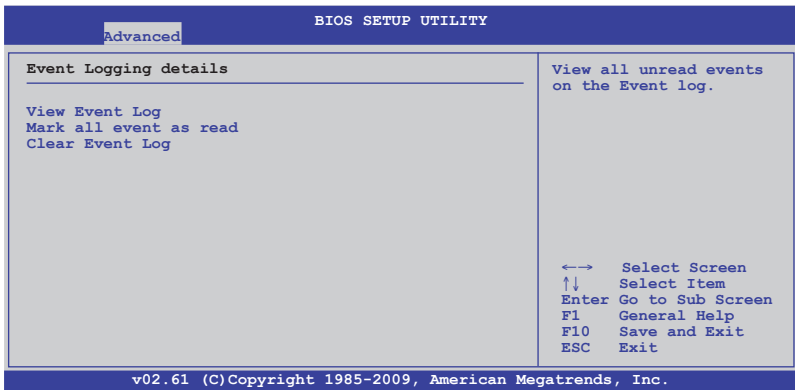 BIOS SETUP UTILITY
Advanced
Event Logging details
View Event Log
Mark all event as read
Clear Event Log
View all unread events
on the Event log.
←→ Select Screen
↑↓ Select Item
Enter Go to Sub Screen
F1 General Help
F10 Save and Exit
ESC Exit
v02.61 (C)Copyright 1985-2009, American Megatrends, Inc.